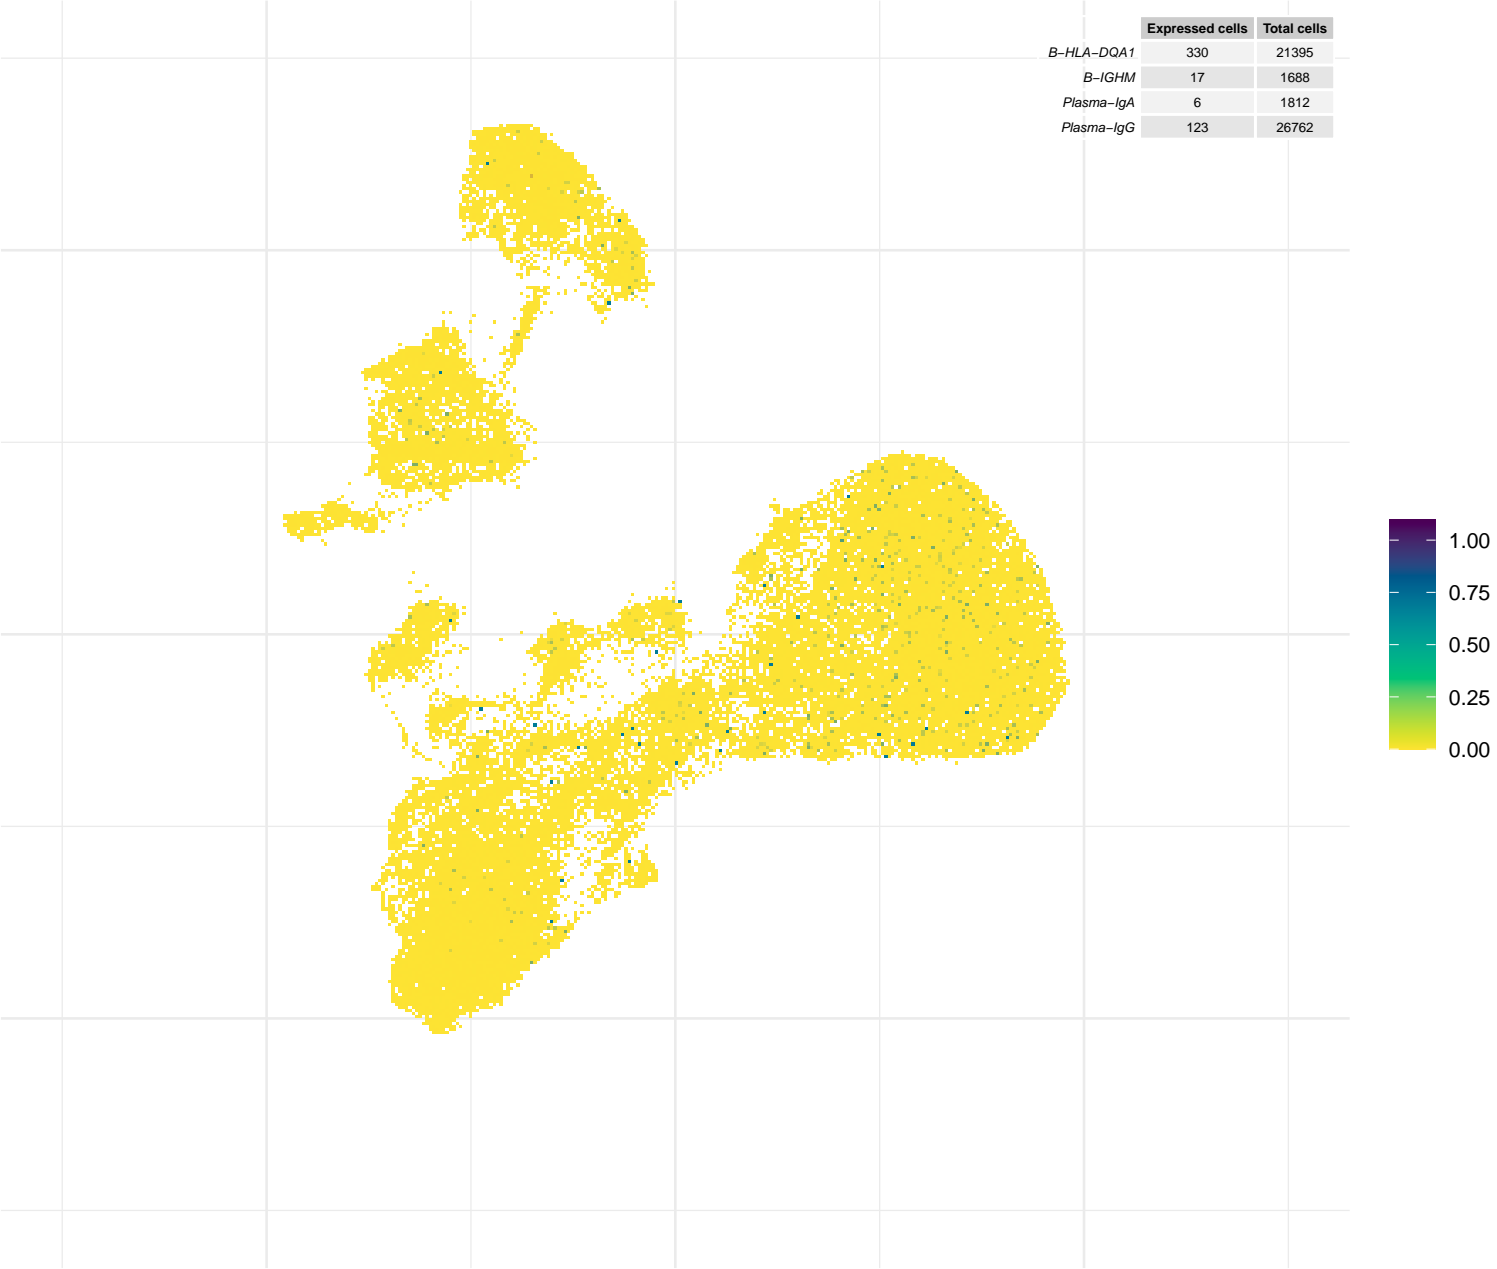 Expressed cells Total cells
B−HLA−DQA1 330 21395
B−IGHM 17 1688
Plasma−IgA 6 1812
Plasma−IgG 123 26762
1.00
0.75
0.50
0.25
0.00